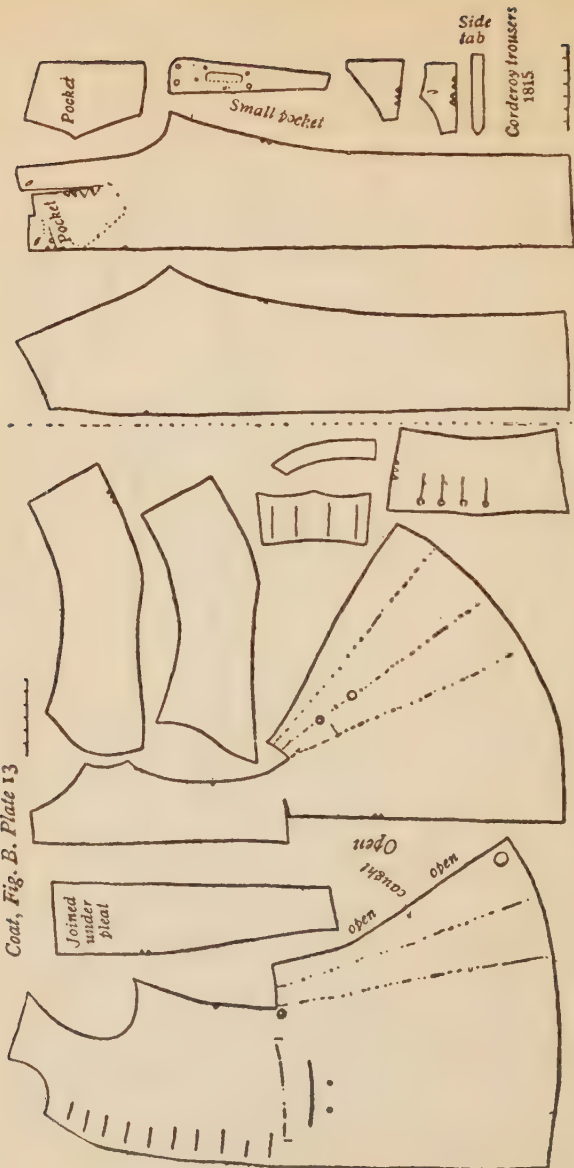 Pocket
Small pocket
Side
tab
Corderoy trousers
1815
Pocket
Coat, Fig. B. Plate 13
Joined
under
pleat
Open
caught
open
open